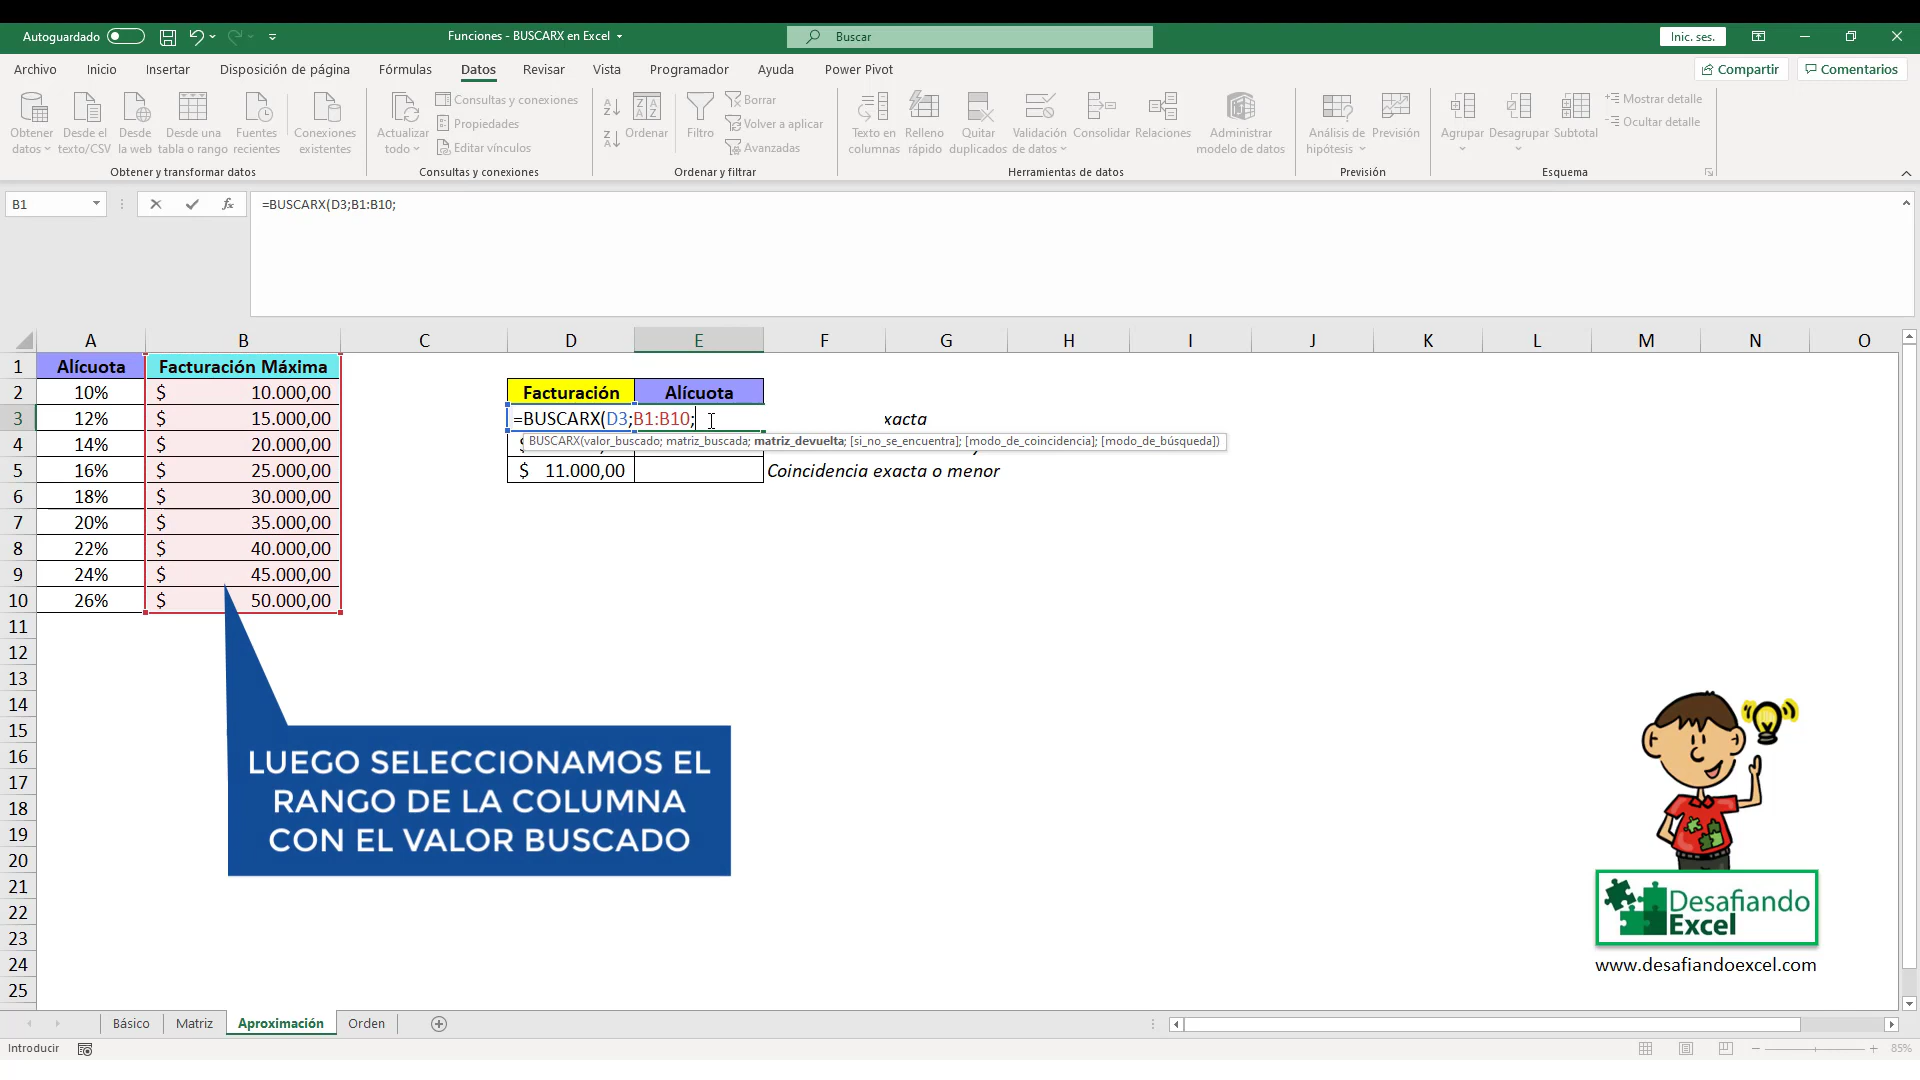 Autoguardado
Funciones - BUSCARX en Excel
Buscar
Inic. ses.
Archivo Inicio Insertar Disposición de página Fórmulas Datos Revisar Vista Programador Ayuda Power Pivot
Compartir Comentarios
Obtener datos
Desde el texto/CSV
Desde la web
Desde una tabla o rango
Fuentes recientes
Conexiones existentes
Obtener y transformar datos
Actualizar todo
Consultas y conexiones
Propiedades
Editar vínculos
Consultas y conexiones
Ordenar
Filtro
Borrar
Volver a aplicar
Avanzadas
Ordenar y filtrar
Texto en columnas
Relleno rápido
Quitar duplicados
Validación de datos
Consolidar
Relaciones
Administrar modelo de datos
Herramientas de datos
Análisis de hipótesis
Previsión
Previsión
Agrupar
Desagrupar
Subtotal
Mostrar detalle
Ocultar detalle
Esquema
B1
fx
=BUSCARX(D3;B1:B10;
A B C D E F G H I J K L M N O
1 Alícuota Facturación Máxima
2 10% $ 10.000,00 Facturación Alícuota
3 12% $ 15.000,00 =BUSCARX(D3;B1:B10; xacta
BUSCARX(valor_buscado; matriz_buscada; matriz_devuelta; [si_no_se_encuentra]; [modo_de_coincidencia]; [modo_de_búsqueda])
4 14% $ 20.000,00
5 16% $ 25.000,00 $ 11.000,00 Coincidencia exacta o menor
6 18% $ 30.000,00
7 20% $ 35.000,00
8 22% $ 40.000,00
9 24% $ 45.000,00
10 26% $ 50.000,00
11
12
13
14
15
16
17
18
19
20
21
22
23
24
25
LUEGO SELECCIONAMOS EL
RANGO DE LA COLUMNA
CON EL VALOR BUSCADO
Desafiando
Excel
www.desafiandoexcel.com
Básico Matriz Aproximación Orden
Introducir
85%